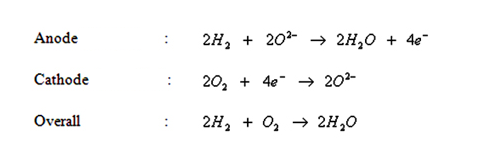 Anode : 2H₂ + 2O²⁻ → 2H₂O + 4e⁻
Cathode : 2O₂ + 4e⁻ → 2O²⁻
Overall : 2H₂ + O₂ → 2H₂O